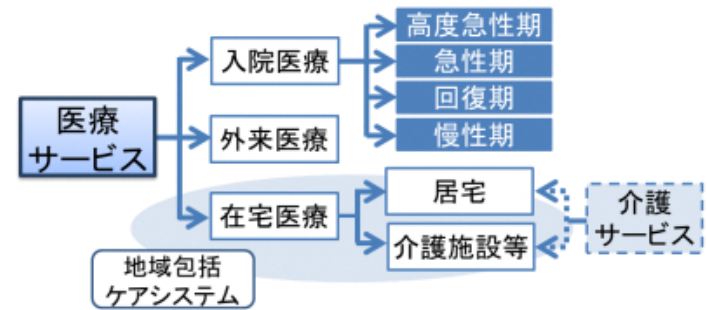 医療
サービス
入院医療
高度急性期
急性期
回復期
慢性期
外来医療
在宅医療
居宅
介護施設等
介護
サービス
地域包括
ケアシステム